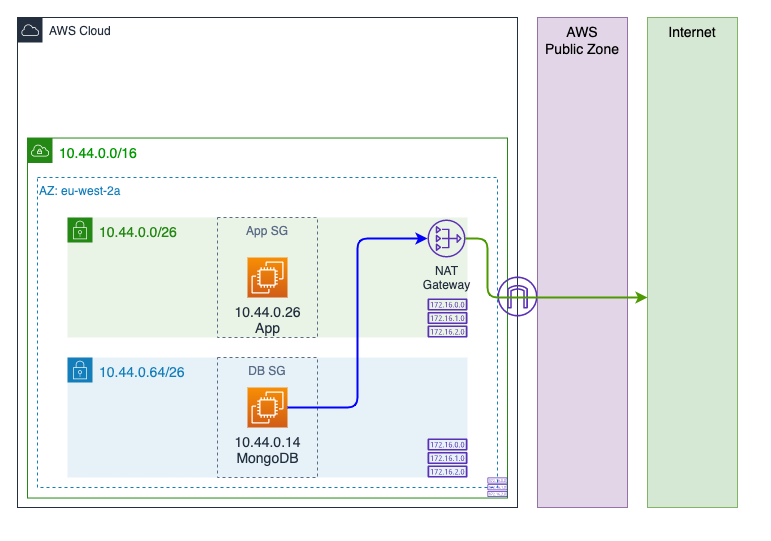 AWS Cloud
AWS
Public Zone
Internet
10.44.0.0/16
AZ: eu-west-2a
10.44.0.0/26
App SG
10.44.0.26
App
NAT
Gateway
172.16.0.0
172.16.1.0
172.16.2.0
10.44.0.64/26
DB SG
10.44.0.14
MongoDB
172.16.0.0
172.16.1.0
172.16.2.0